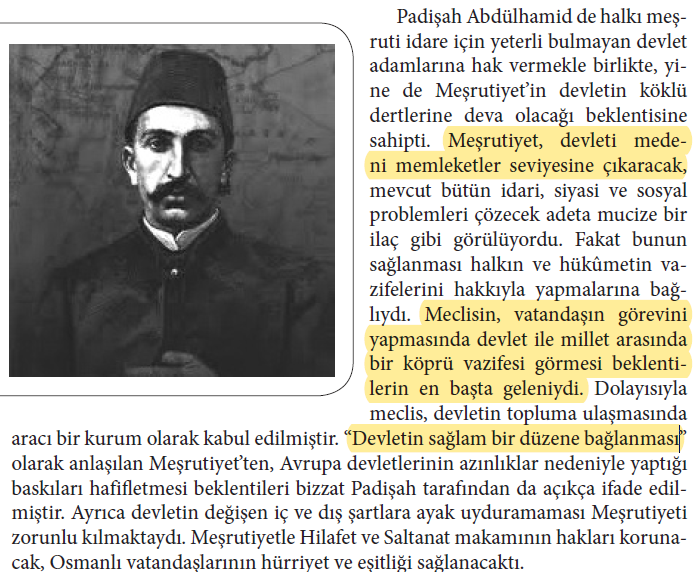 Padişah Abdülhamid de halkı meş-
ruti idare için yeterli bulmayan devlet
adamlarına hak vermekle birlikte, yi-
ne de Meşrutiyet’in devletin köklü
dertlerine deva olacağı beklentisine
sahipti. Meşrutiyet, devleti mede-
ni memleketler seviyesine çıkaracak,
mevcut bütün idari, siyasi ve sosyal
problemleri çözecek adeta mucize bir
ilaç gibi görülüyordu. Fakat bunun
sağlanması halkın ve hükûmetin va-
zifelerini hakkıyla yapmalarına bağ-
lıydı. Meclisin, vatandaşın görevini
yapmasında devlet ile millet arasında
bir köprü vazifesi görmesi beklenti-
lerin en başta geleniydi. Dolayısıyla
meclis, devletin topluma ulaşmasında
aracı bir kurum olarak kabul edilmiştir. “Devletin sağlam bir düzene bağlanması”
olarak anlaşılan Meşrutiyet’ten, Avrupa devletlerinin azınlıklar nedeniyle yaptığı
baskıları hafifletmesi beklentileri bizzat Padişah tarafından da açıkça ifade edil-
miştir. Ayrıca devletin değişen iç ve dış şartlara ayak uyduramaması Meşrutiyeti
zorunlu kılmaktaydı. Meşrutiyetle Hilafet ve Saltanat makamının hakları koruna-
cak, Osmanlı vatandaşlarının hürriyet ve eşitliği sağlanacaktı.